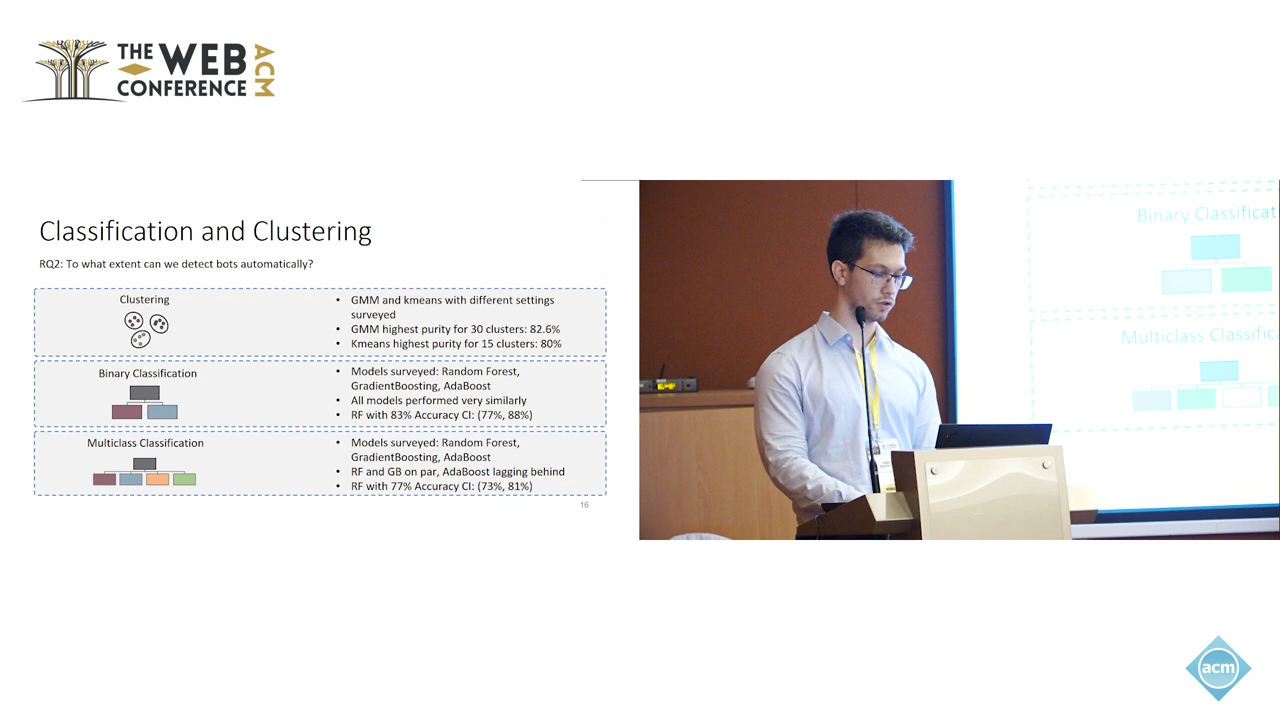 THE WEB
CONFERENCE
ACM
Classification and Clustering
RQ2: To what extent can we detect bots automatically?
Clustering
• GMM and kmeans with different settings
surveyed
• GMM highest purity for 30 clusters: 82.6%
• Kmeans highest purity for 15 clusters: 80%
Binary Classification
• Models surveyed: Random Forest,
GradientBoosting, AdaBoost
• All models performed very similarly
• RF with 83% Accuracy CI: (77%, 88%)
Multiclass Classification
• Models surveyed: Random Forest,
GradientBoosting, AdaBoost
• RF and GB on par, AdaBoost lagging behind
• RF with 77% Accuracy CI: (73%, 81%)
16
Binary Classificat
Multiclass Classific
acm